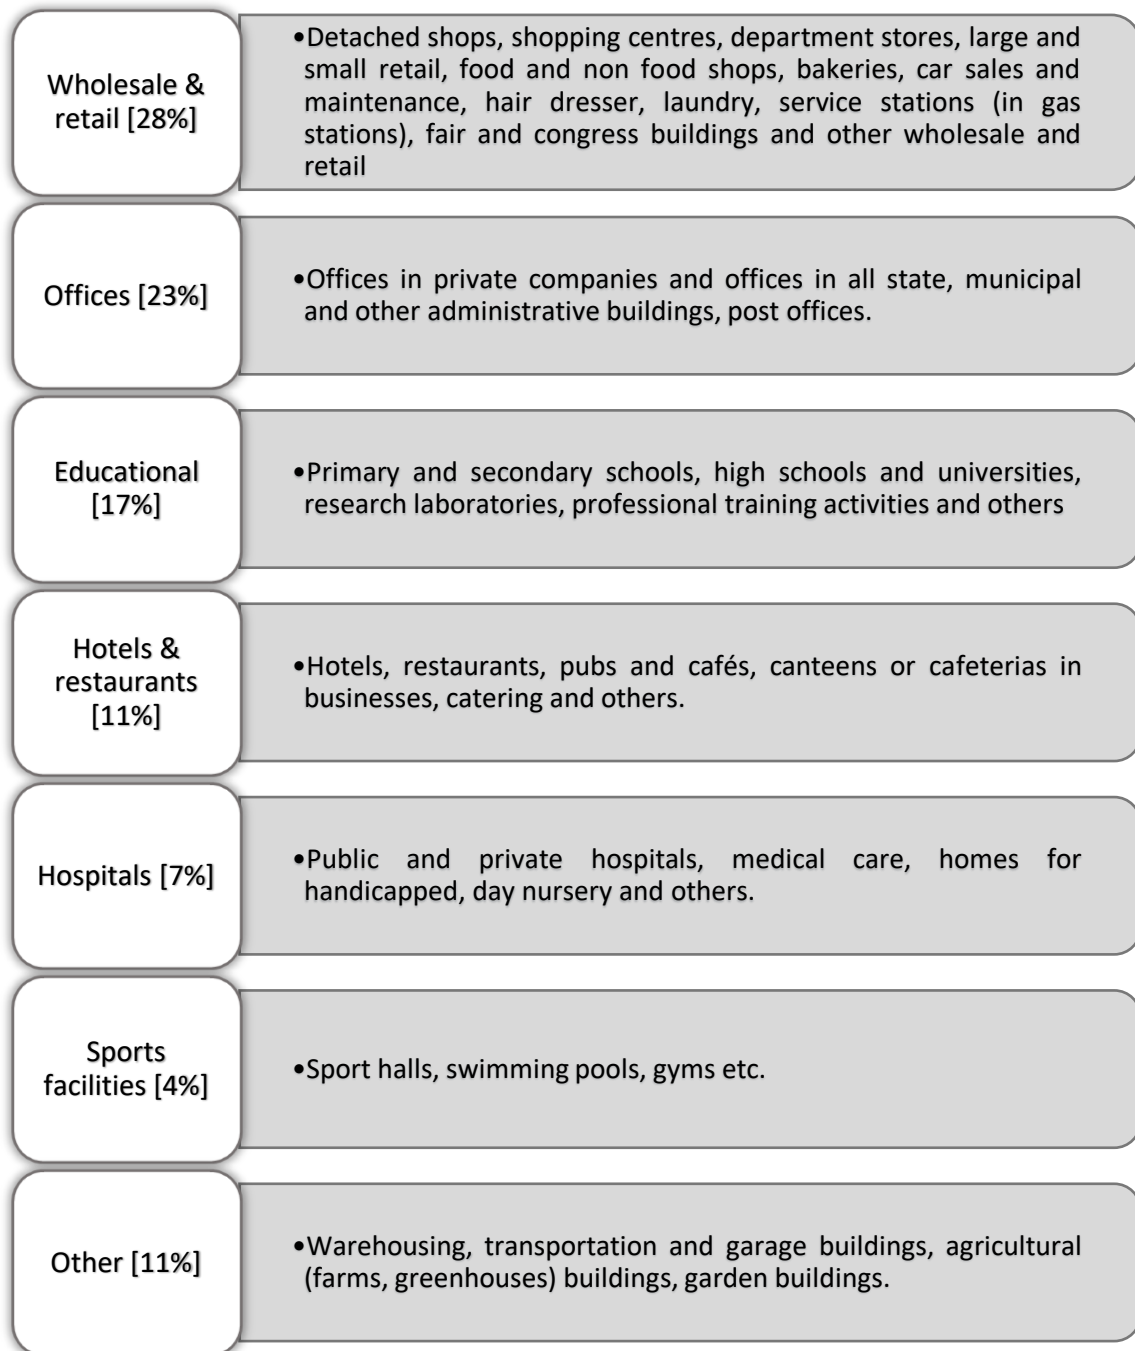 Wholesale &
retail [28%]
•Detached shops, shopping centres, department stores, large and
small retail, food and non food shops, bakeries, car sales and
maintenance, hair dresser, laundry, service stations (in gas
stations), fair and congress buildings and other wholesale and
retail
Offices [23%]
•Offices in private companies and offices in all state, municipal
and other administrative buildings, post offices.
Educational
[17%]
•Primary and secondary schools, high schools and universities,
research laboratories, professional training activities and others
Hotels &
restaurants
[11%]
•Hotels, restaurants, pubs and cafés, canteens or cafeterias in
businesses, catering and others.
Hospitals [7%]
•Public and private hospitals, medical care, homes for
handicapped, day nursery and others.
Sports
facilities [4%]
•Sport halls, swimming pools, gyms etc.
Other [11%]
•Warehousing, transportation and garage buildings, agricultural
(farms, greenhouses) buildings, garden buildings.